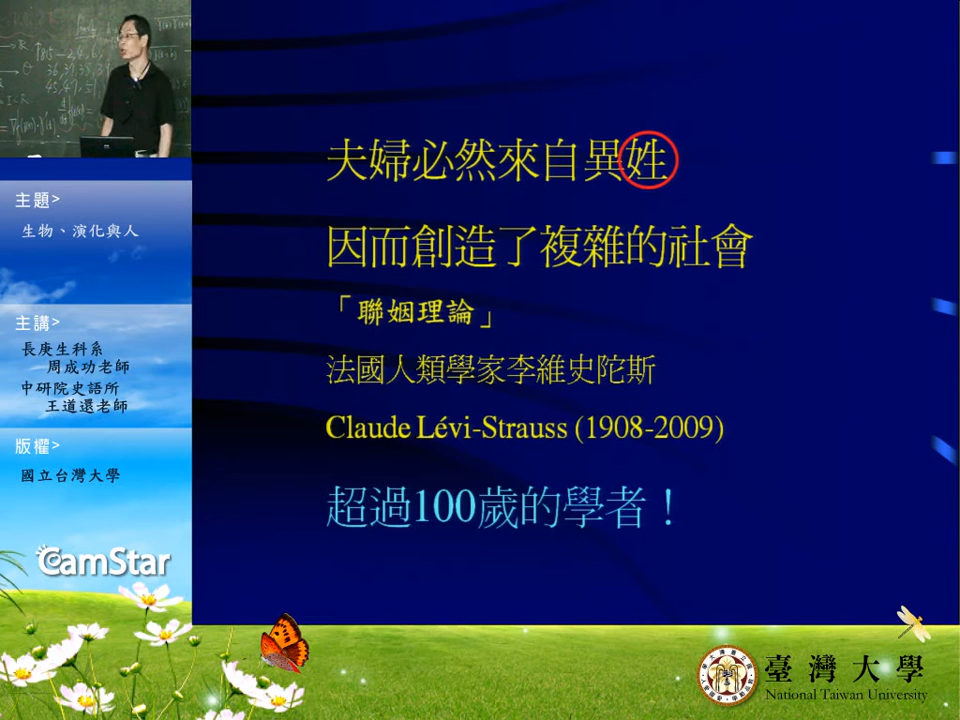 主題>
生物、演化與人
主講>
長庚生科系
周成功老師
中研院史語所
王道還老師
版權>
國立台灣大學
CamStar
夫婦必然來自異姓
因而創造了複雜的社會
「聯姻理論」
法國人類學家李維史陀斯
Claude Lévi-Strauss (1908-2009)
超過100歲的學者！
臺灣大學
National Taiwan University